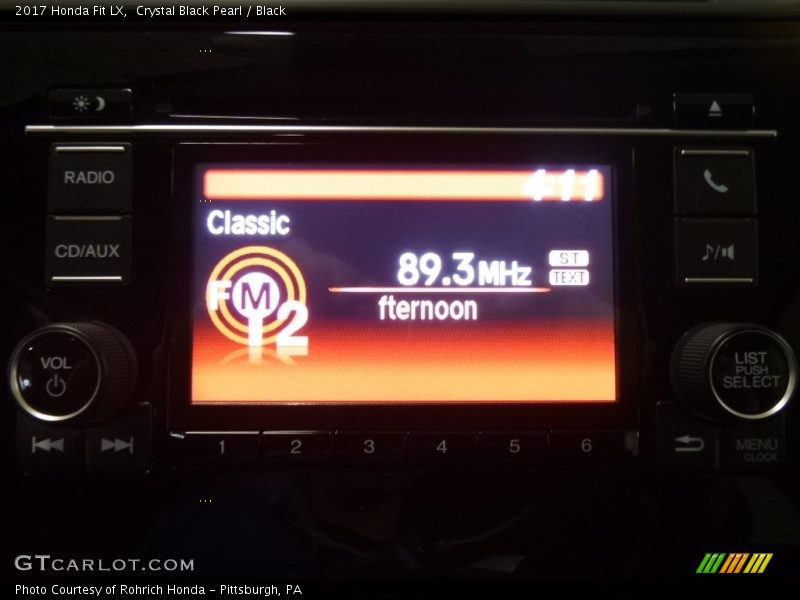 2017 Honda Fit LX,  Crystal Black Pearl / Black
RADIO
CD/AUX
VOL
4:11
Classic
FM
2
89.3 MHz
ST
TEXT
fternoon
LIST
PUSH
SELECT
1 2 3 4 5 6
MENU
CLOCK
GTCARLOT.COM
Photo Courtesy of Rohrich Honda - Pittsburgh, PA